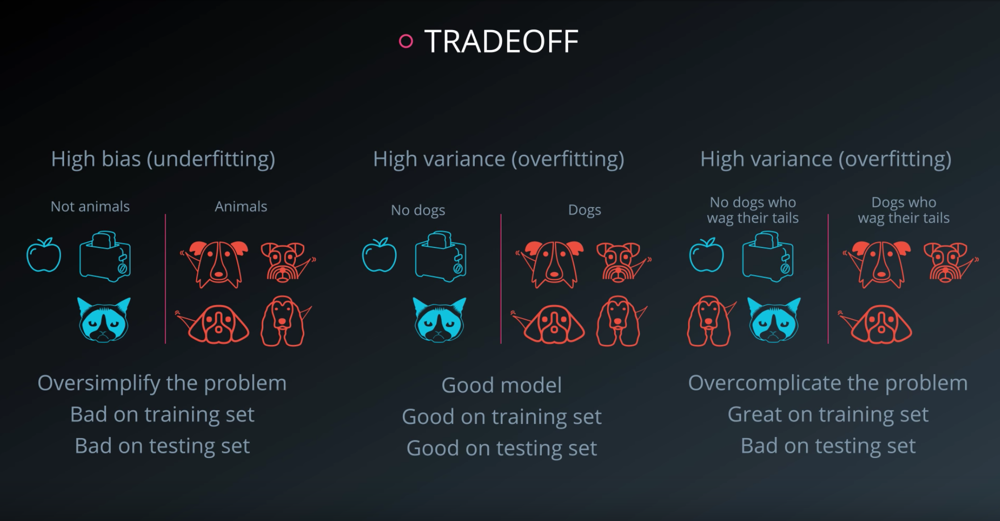 TRADEOFF
High bias (underfitting)
Not animals
Animals
Oversimplify the problem
Bad on training set
Bad on testing set
High variance (overfitting)
No dogs
Dogs
Good model
Good on training set
Good on testing set
High variance (overfitting)
No dogs who
wag their tails
Dogs who
wag their tails
Overcomplicate the problem
Great on training set
Bad on testing set